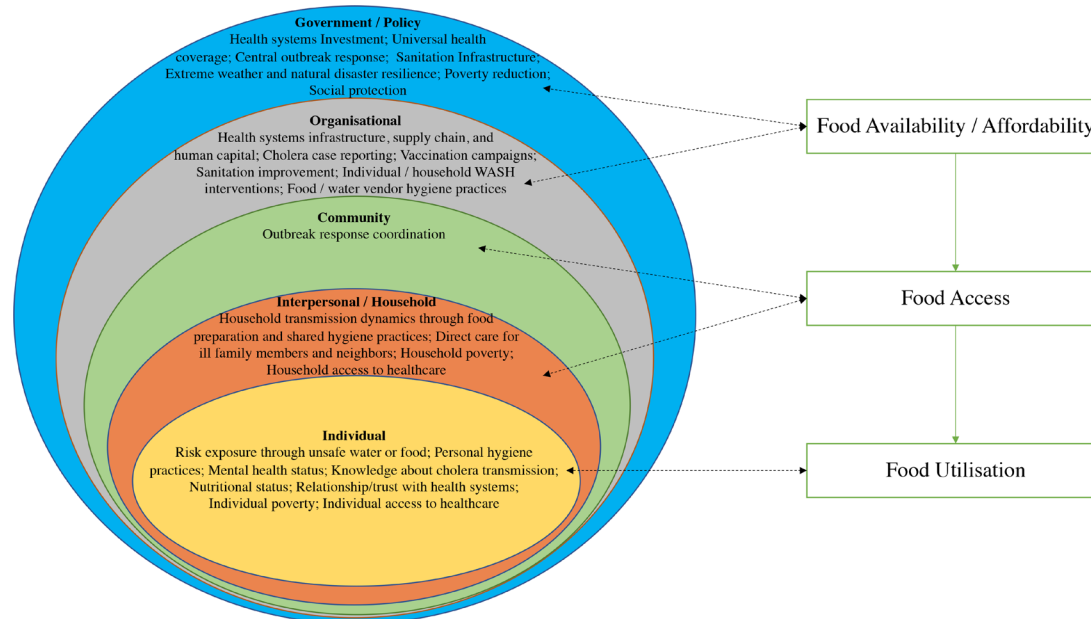 Government / Policy
Health systems Investment; Universal health
coverage; Central outbreak response; Sanitation Infrastructure;
Extreme weather and natural disaster resilience; Poverty reduction;
Social protection
Organisational
Health systems infrastructure, supply chain, and
human capital; Cholera case reporting; Vaccination campaigns;
Sanitation improvement; Individual / household WASH
interventions; Food / water vendor hygiene practices
Community
Outbreak response coordination
Interpersonal / Household
Household transmission dynamics through food
preparation and shared hygiene practices; Direct care for
ill family members and neighbors; Household poverty;
Household access to healthcare
Individual
Risk exposure through unsafe water or food; Personal hygiene
practices; Mental health status; Knowledge about cholera transmission;
Nutritional status; Relationship/trust with health systems;
Individual poverty; Individual access to healthcare
Food Availability / Affordability
Food Access
Food Utilisation